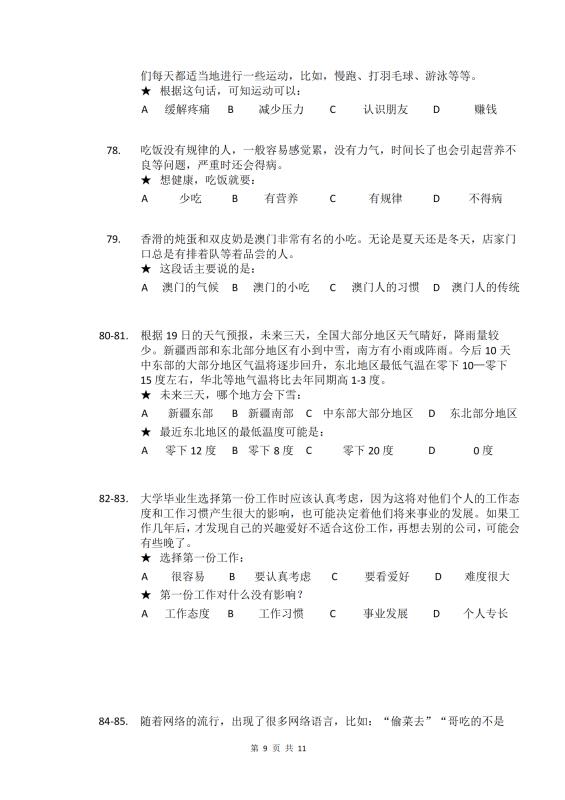 们每天都适当地进行一些运动，比如，慢跑、打羽毛球、游泳等等。
★ 根据这句话，可知运动可以：
A 缓解疼痛 B 减少压力 C 认识朋友 D 赚钱
78. 吃饭没有规律的人，一般容易感觉累，没有力气，时间长了也会引起营养不
良等问题，严重时还会得病。
★ 想健康，吃饭就要：
A 少吃 B 有营养 C 有规律 D 不得病
79. 香滑的炖蛋和双皮奶是澳门非常有名的小吃。无论是夏天还是冬天，店家门
口总是有排着队等着品尝的人。
★ 这段话主要说的是：
A 澳门的气候 B 澳门的小吃 C 澳门人的习惯 D 澳门人的传统
80-81. 根据 19 日的天气预报，未来三天，全国大部分地区天气晴好，降雨量较
少。新疆西部和东北部分地区有小到中雪，南方有小雨或阵雨。今后 10 天
中东部的大部分地区气温将逐步回升，东北地区最低气温在零下 10—零下
15 度左右，华北等地气温将比去年同期高 1-3 度。
★ 未来三天，哪个地方会下雪：
A 新疆东部 B 新疆南部 C 中东部大部分地区 D 东北部分地区
★ 最近东北地区的最低温度可能是：
A 零下 12 度 B 零下 8 度 C 零下 20 度 D 0 度
82-83. 大学毕业生选择第一份工作时应该认真考虑，因为这将对他们个人的工作态
度和工作习惯产生很大的影响，也可能决定着他们将来事业的发展。如果工
作几年后，才发现自己的兴趣爱好不适合这份工作，再想去别的公司，可能会
有些晚了。
★ 选择第一份工作：
A 很容易 B 要认真考虑 C 要看爱好 D 难度很大
★ 第一份工作对什么没有影响？
A 工作态度 B 工作习惯 C 事业发展 D 个人专长
84-85. 随着网络的流行，出现了很多网络语言，比如：“偷菜去”“哥吃的不是
第 9 页 共 11